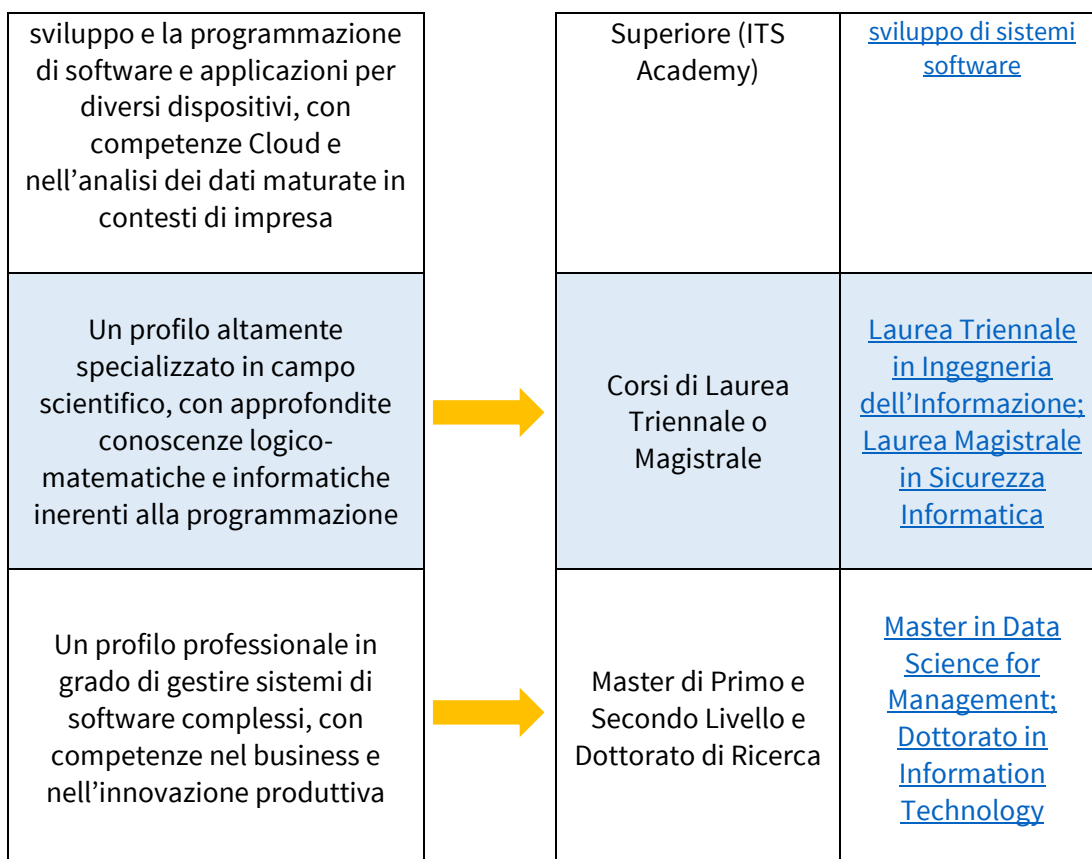 sviluppo e la programmazione
di software e applicazioni per
diversi dispositivi, con
competenze Cloud e
nell’analisi dei dati maturate in
contesti di impresa
Superiore (ITS
Academy)
sviluppo di sistemi
software
Un profilo altamente
specializzato in campo
scientifico, con approfondite
conoscenze logico-
matematiche e informatiche
inerenti alla programmazione
Corsi di Laurea
Triennale o
Magistrale
Laurea Triennale
in Ingegneria
dell’Informazione;
Laurea Magistrale
in Sicurezza
Informatica
Un profilo professionale in
grado di gestire sistemi di
software complessi, con
competenze nel business e
nell’innovazione produttiva
Master di Primo e
Secondo Livello e
Dottorato di Ricerca
Master in Data
Science for
Management;
Dottorato in
Information
Technology